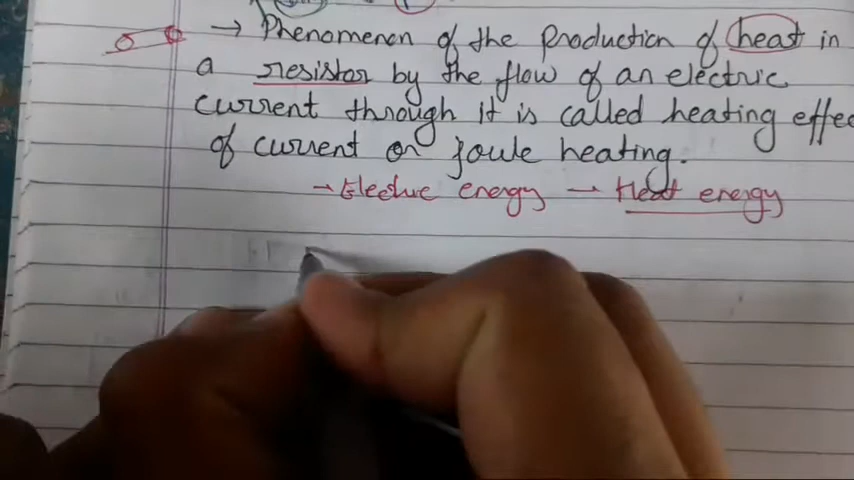 → Phenomenon of the production of heat in
a resistor by the flow of an electric
current through it is called heating effec
of current or joule heating.
→ Electric energy → Heat energy